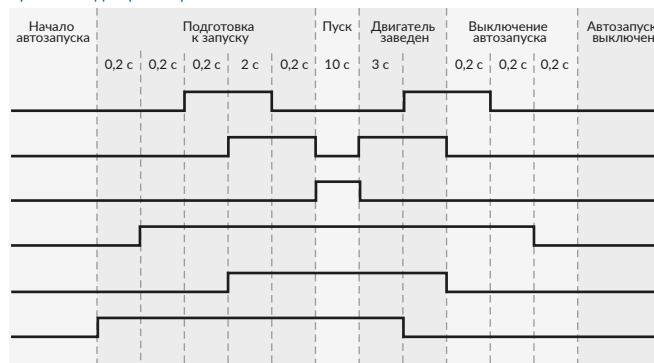 Начало
автозапуска
Подготовка
к запуску
Пуск
Двигатель
заведен
Выключение
автозапуска
Автозапуск
выключен
0,2 с 0,2 с 0,2 с 2 с 0,2 с 10 с 3 с 0,2 с 0,2 с 0,2 с